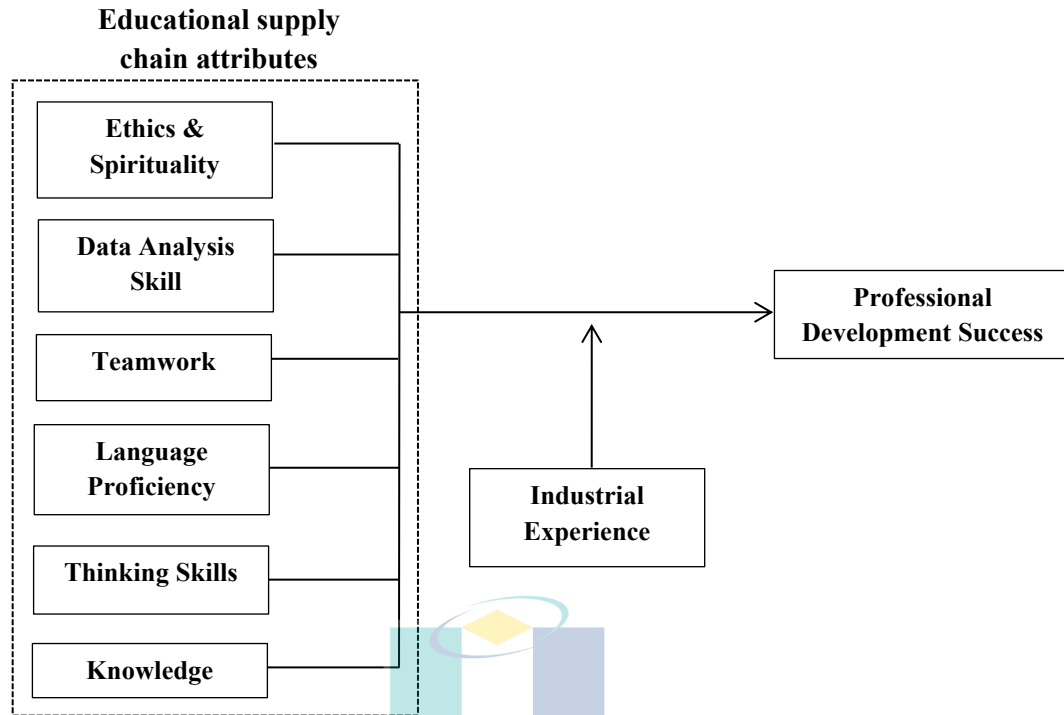 Educational supply
chain attributes
Ethics &
Spirituality
Data Analysis
Skill
Teamwork
Language
Proficiency
Thinking Skills
Knowledge
Professional
Development Success
Industrial
Experience